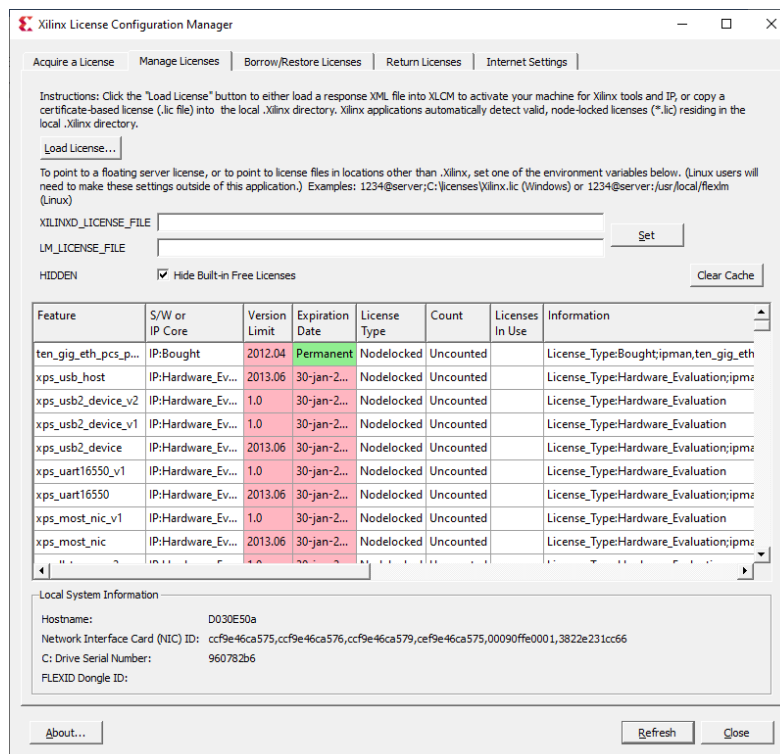 Xilinx License Configuration Manager
Acquire a License Manage Licenses Borrow/Restore Licenses Return Licenses Internet Settings
Instructions: Click the "Load License" button to either load a response XML file into XLCM to activate your machine for Xilinx tools and IP, or copy a
certificate-based license (.lic file) into the local .Xilinx directory. Xilinx applications automatically detect valid, node-locked licenses (*.lic) residing in the
local .Xilinx directory.
Load License...
To point to a floating server license, or to point to license files in locations other than .Xilinx, set one of the environment variables below. (Linux users will
need to make these settings outside of this application.) Examples: 1234@server;C:\licenses\Xilinx.lic (Windows) or 1234@server:/usr/local/flexlm
(Linux)
XILINXD_LICENSE_FILE
Set
LM_LICENSE_FILE
HIDDEN Hide Built-in Free Licenses Clear Cache
Feature S/W or IP Core Version Limit Expiration Date License Type Count Licenses In Use Information
ten_gig_eth_pcs_p... IP:Bought 2012.04 Permanent Nodelocked Uncounted License_Type:Bought;ipman,ten_gig_eth
xps_usb_host IP:Hardware_Ev... 2013.06 30-jan-2... Nodelocked Uncounted License_Type:Hardware_Evaluation;ipma
xps_usb2_device_v2 IP:Hardware_Ev... 1.0 30-jan-2... Nodelocked Uncounted License_Type:Hardware_Evaluation
xps_usb2_device_v1 IP:Hardware_Ev... 1.0 30-jan-2... Nodelocked Uncounted License_Type:Hardware_Evaluation
xps_usb2_device IP:Hardware_Ev... 2013.06 30-jan-2... Nodelocked Uncounted License_Type:Hardware_Evaluation;ipma
xps_uart16550_v1 IP:Hardware_Ev... 1.0 30-jan-2... Nodelocked Uncounted License_Type:Hardware_Evaluation
xps_uart16550 IP:Hardware_Ev... 2013.06 30-jan-2... Nodelocked Uncounted License_Type:Hardware_Evaluation;ipma
xps_most_nic_v1 IP:Hardware_Ev... 1.0 30-jan-2... Nodelocked Uncounted License_Type:Hardware_Evaluation
xps_most_nic IP:Hardware_Ev... 2013.06 30-jan-2... Nodelocked Uncounted License_Type:Hardware_Evaluation;ipma
Local System Information
Hostname: D030E50a
Network Interface Card (NIC) ID: ccf9e46ca575,ccf9e46ca576,ccf9e46ca579,cef9e46ca575,00090ffe0001,3822e231cc66
C: Drive Serial Number: 960782b6
FLEXID Dongle ID:
About... Refresh Close